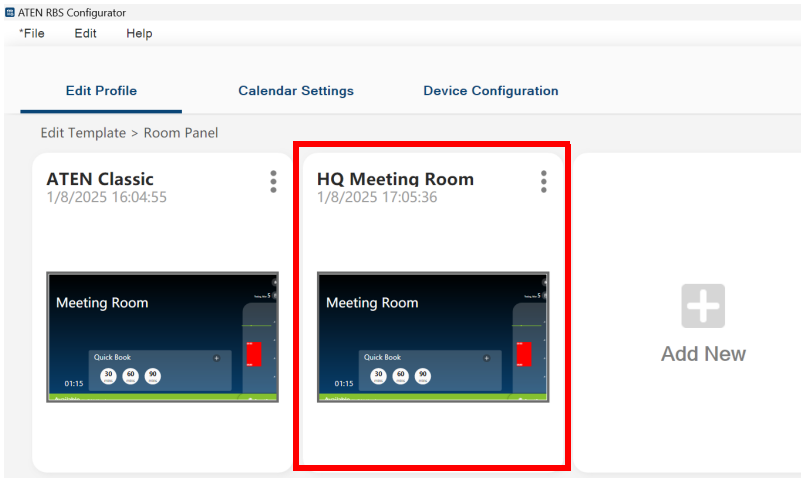 ATEN RBS Configurator
*File Edit Help
Edit Profile Calendar Settings Device Configuration
Edit Template > Room Panel
ATEN Classic
1/8/2025 16:04:55
Meeting Room
Quick Book
30 60 90
01:15
Available
HQ Meeting Room
1/8/2025 17:05:36
Meeting Room
Quick Book
30 60 90
01:15
Available
Add New